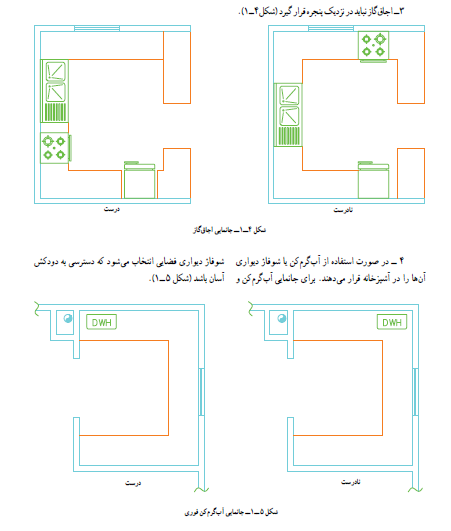 ۳ــ اجاق‌گاز نباید در نزدیک پنجره قرار گیرد (شکل ۴ــ۱).
نادرست
درست
شکل ۴ــ۱ــ جانمایی اجاق‌گاز
۴ ــ در صورت استفاده از آب‌گرم‌کن یا شوفاژ دیواری
آن‌ها را در آشپزخانه قرار می‌دهند. برای جانمایی آب‌گرم‌کن و
شوفاژ دیواری فضایی انتخاب می‌شود که دسترسی به دودکش
آسان باشد (شکل ۵ــ۱).
DWH
DWH
نادرست
درست
شکل ۵ــ۱ــ جانمایی آب‌گرم‌کن فوری